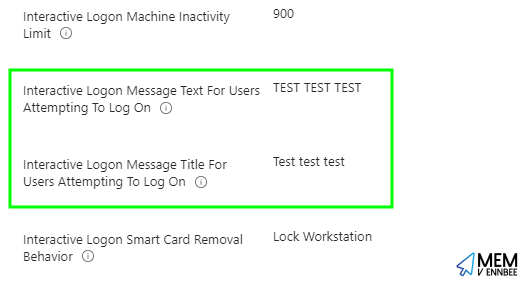 Interactive Logon Machine Inactivity
Limit
900
Interactive Logon Message Text For Users
Attempting To Log On
TEST TEST TEST
Interactive Logon Message Title For
Users Attempting To Log On
Test test test
Interactive Logon Smart Card Removal
Behavior
Lock Workstation
MEM
V ENNBEE